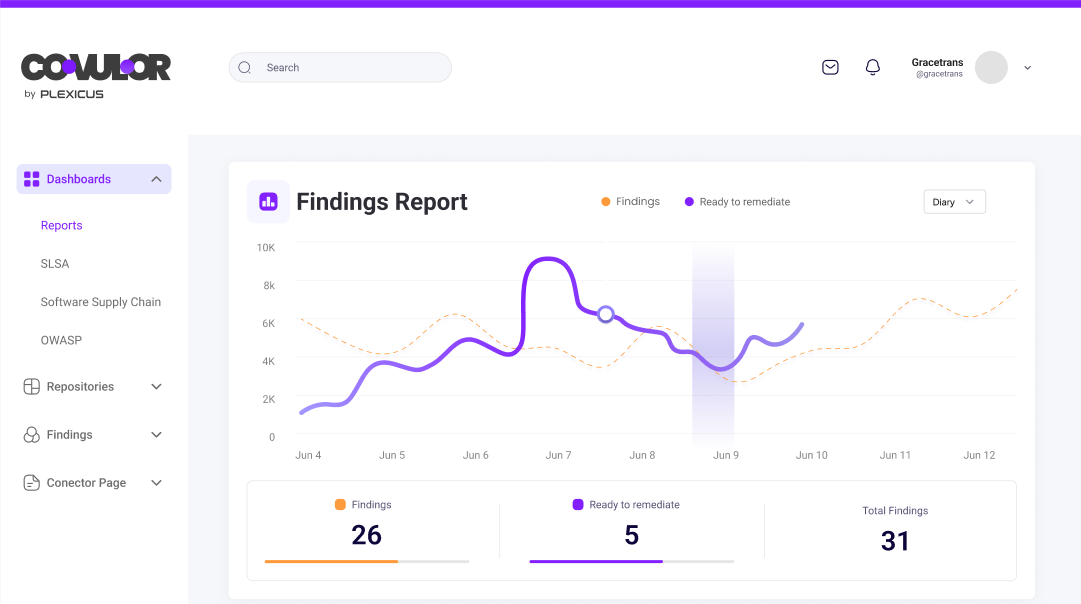 COVULOR
by PLEXICUS
Search
Gracetrans
@gracetrans
Dashboards
Reports
SLSA
Software Supply Chain
OWASP
Repositories
Findings
Conector Page
Findings Report
Findings
Ready to remediate
Diary
10K
8k
6K
4K
2K
0
Jun 4
Jun 5
Jun 6
Jun 7
Jun 8
Jun 9
Jun 10
Jun 11
Jun 12
Findings
26
Ready to remediate
5
Total Findings
31